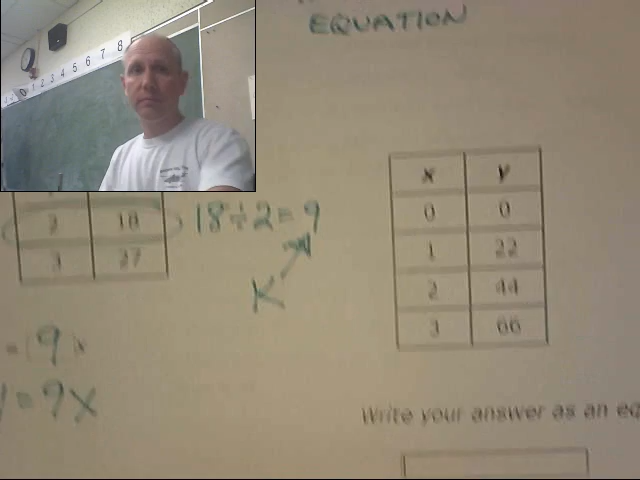 EQUATION
1 2 3 4 5 6 7 8
2 18
3 27
18÷2=9
K
=(9)x
y=9x
x y
0 0
1 22
2 44
3 66
Write your answer as an eq